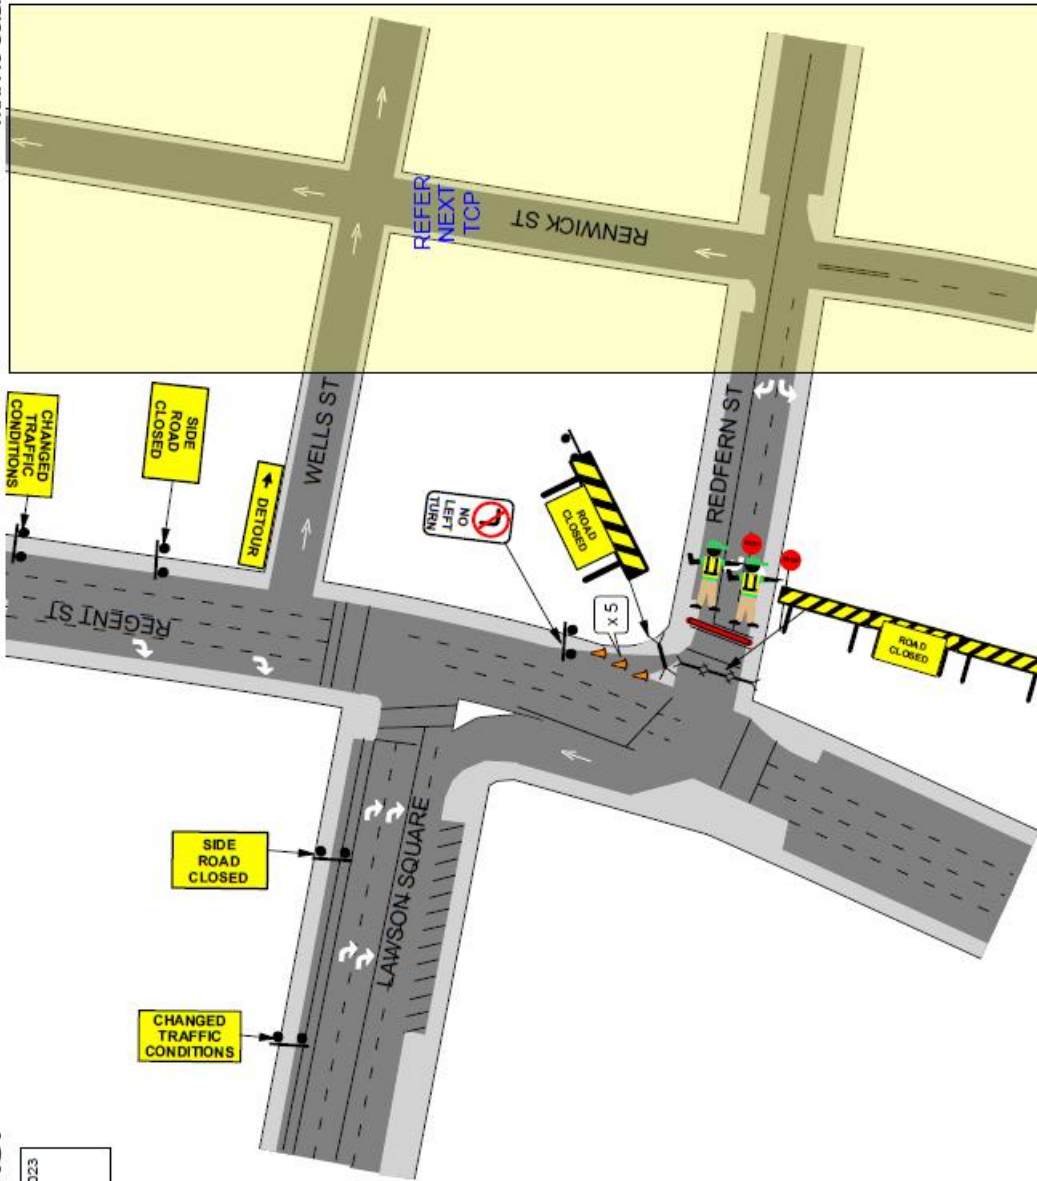 REFER
NEXT
TCP
RENWICK ST
CHANGED
TRAFFIC
CONDITIONS
SIDE
ROAD
CLOSED
DETOUR
WELLS ST
REDFERN ST
NO
LEFT
TURN
ROAD
CLOSED
x 5
REGENT ST
ROAD
CLOSED
SIDE
ROAD
CLOSED
LAWSON SQUARE
CHANGED
TRAFFIC
CONDITIONS
023